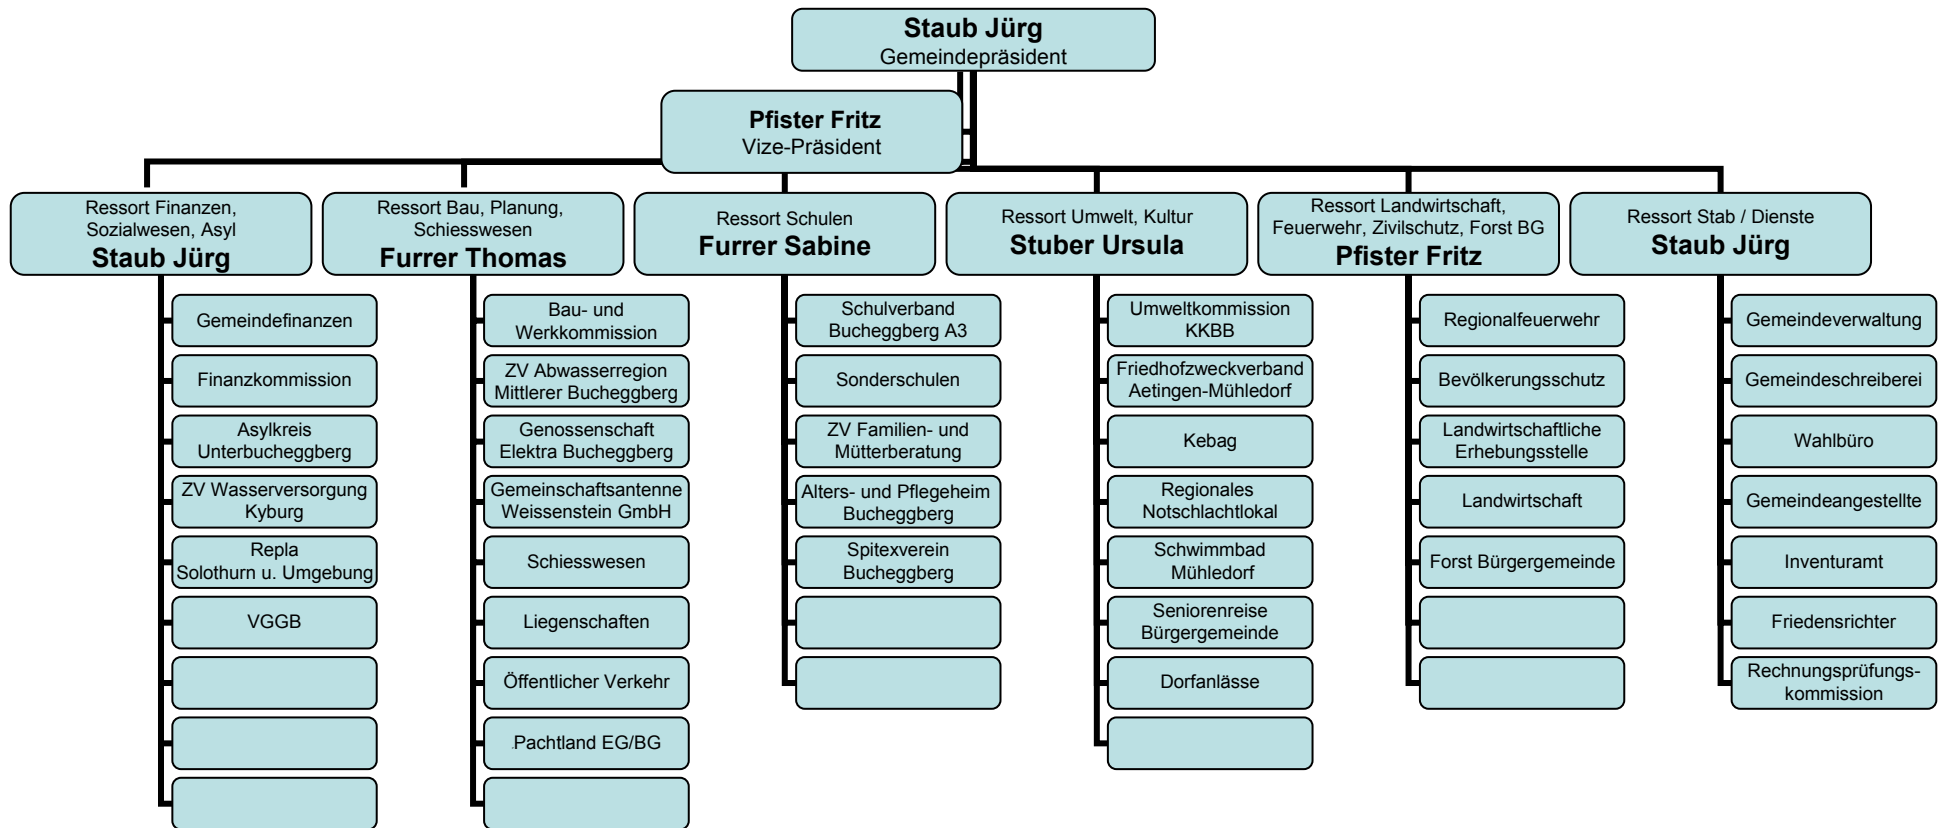 Staub Jürg
Gemeindepräsident
Pfister Fritz
Vize-Präsident
Ressort Finanzen,
Sozialwesen, Asyl
Staub Jürg
Gemeindefinanzen
Finanzkommission
Asylkreis
Unterbucheggberg
ZV Wasserversorgung
Kyburg
Repla
Solothurn u. Umgebung
VGGB
Ressort Bau, Planung,
Schiesswesen
Furrer Thomas
Bau- und
Werkkommission
ZV Abwasserregion
Mittlerer Bucheggberg
Genossenschaft
Elektra Bucheggberg
Gemeinschaftsantenne
Weissenstein GmbH
Schiesswesen
Liegenschaften
Öffentlicher Verkehr
Pachtland EG/BG
Ressort Schulen
Furrer Sabine
Schulverband
Bucheggberg A3
Sonderschulen
ZV Familien- und
Mütterberatung
Alters- und Pflegeheim
Bucheggberg
Spitexverein
Bucheggberg
Ressort Umwelt, Kultur
Stuber Ursula
Umweltkommission
KKBB
Friedhofzweckverband
Aetingen-Mühledorf
Kebag
Regionales
Notschlachtlokal
Schwimmbad
Mühledorf
Seniorenreise
Bürgergemeinde
Dorfanlässe
Ressort Landwirtschaft,
Feuerwehr, Zivilschutz, Forst BG
Pfister Fritz
Regionalfeuerwehr
Bevölkerungsschutz
Landwirtschaftliche
Erhebungsstelle
Landwirtschaft
Forst Bürgergemeinde
Ressort Stab / Dienste
Staub Jürg
Gemeindeverwaltung
Gemeindeschreiberei
Wahlbüro
Gemeindeangestellte
Inventuramt
Friedensrichter
Rechnungsprüfungs-
kommission